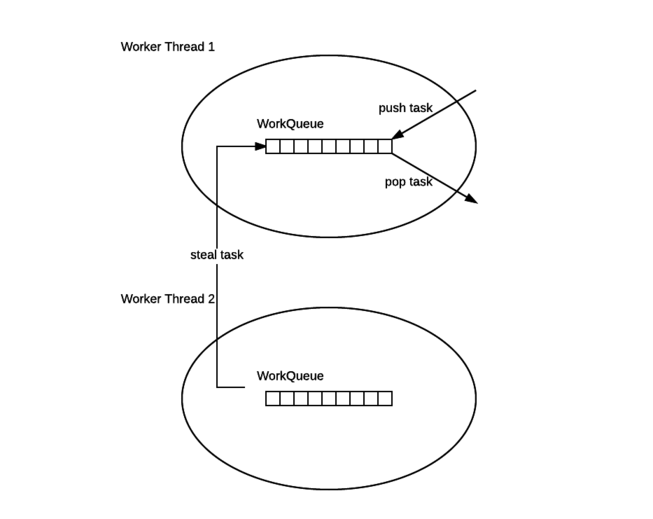 Worker Thread 1
push task
WorkQueue
pop task
steal task
Worker Thread 2
WorkQueue